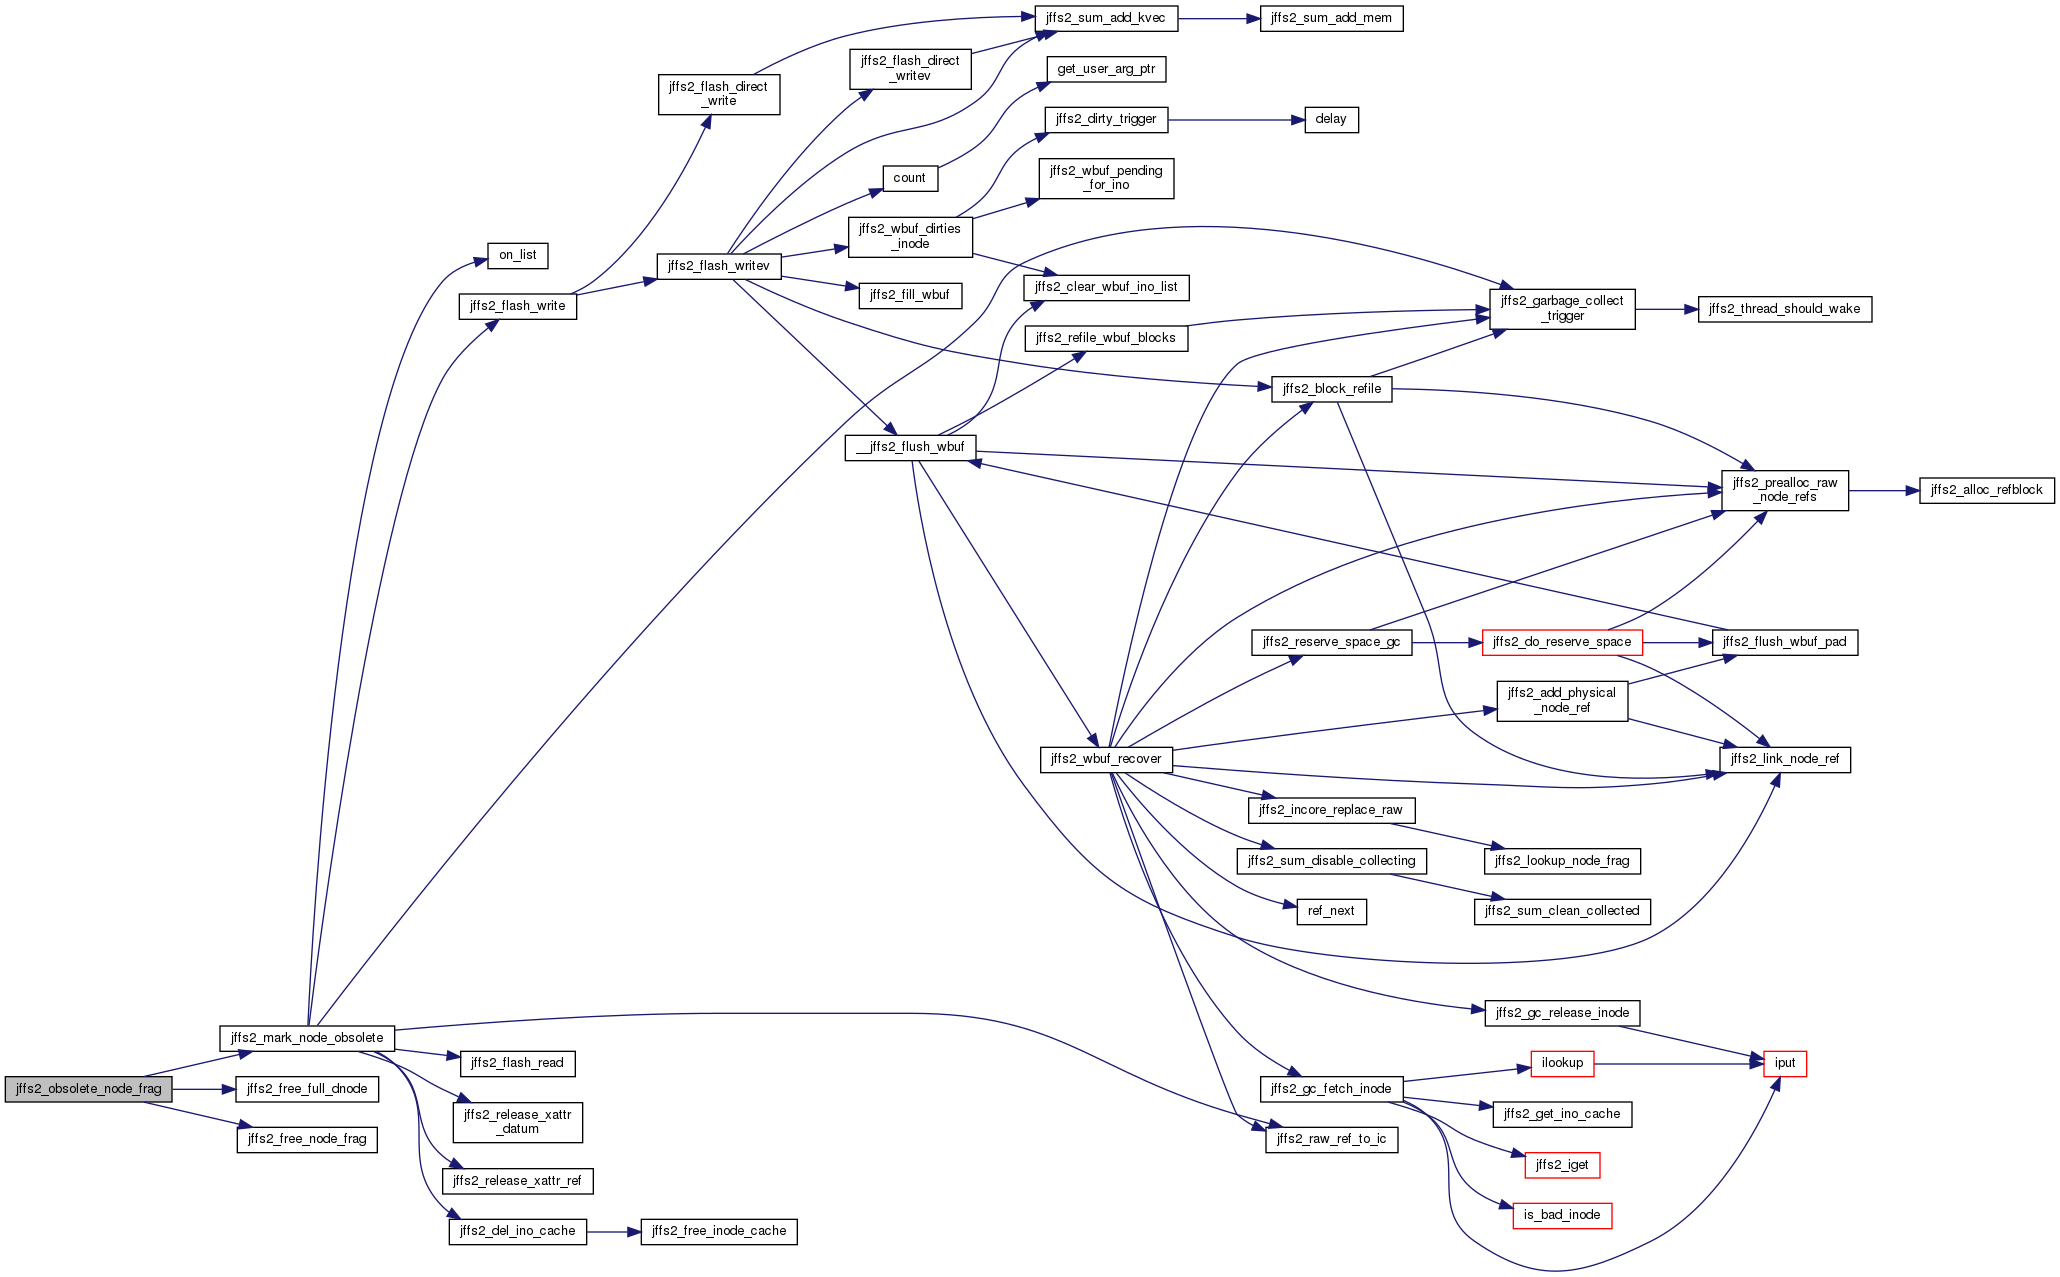 jffs2_sum_add_kvec
jffs2_sum_add_mem
jffs2_flash_direct
_writev
get_user_arg_ptr
jffs2_flash_direct
_write
jffs2_dirty_trigger
delay
count
jffs2_wbuf_pending
_for_ino
jffs2_wbuf_dirties
_inode
on_list
jffs2_flash_writev
jffs2_flash_write
jffs2_fill_wbuf
jffs2_clear_wbuf_ino_list
jffs2_garbage_collect
_trigger
jffs2_thread_should_wake
jffs2_refile_wbuf_blocks
jffs2_block_refile
__jffs2_flush_wbuf
jffs2_prealloc_raw
_node_refs
jffs2_alloc_refblock
jffs2_reserve_space_gc
jffs2_do_reserve_space
jffs2_flush_wbuf_pad
jffs2_add_physical
_node_ref
jffs2_wbuf_recover
jffs2_link_node_ref
jffs2_incore_replace_raw
jffs2_sum_disable_collecting
jffs2_lookup_node_frag
ref_next
jffs2_sum_clean_collected
jffs2_gc_release_inode
jffs2_mark_node_obsolete
jffs2_flash_read
ilookup
iput
jffs2_obsolete_node_frag
jffs2_free_full_dnode
jffs2_gc_fetch_inode
jffs2_release_xattr
_datum
jffs2_get_ino_cache
jffs2_free_node_frag
jffs2_raw_ref_to_ic
jffs2_iget
jffs2_release_xattr_ref
is_bad_inode
jffs2_del_ino_cache
jffs2_free_inode_cache